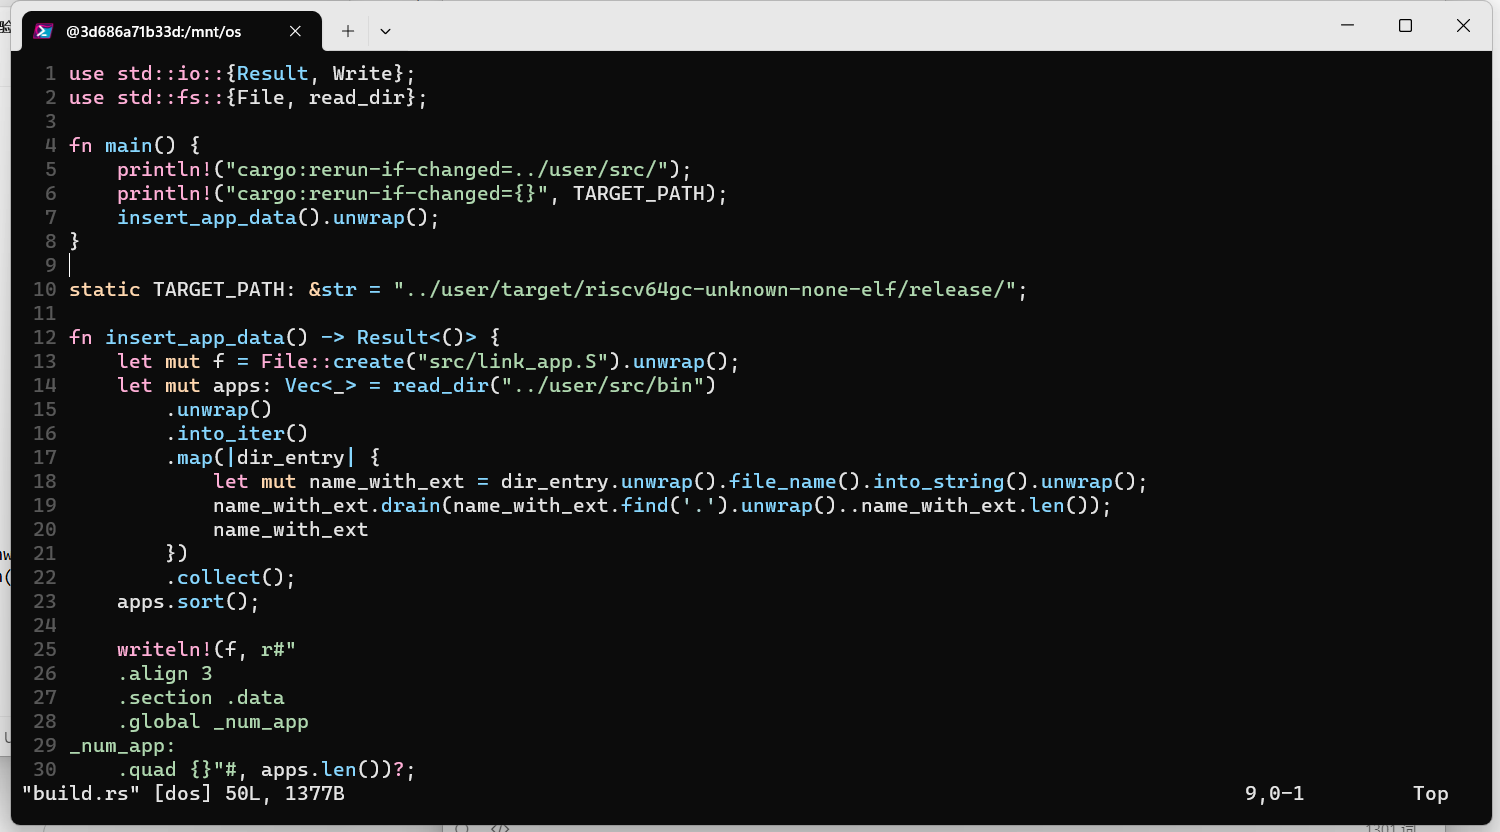 @3d686a71b33d:/mnt/os
1 use std::io::{Result, Write};
2 use std::fs::{File, read_dir};
3
4 fn main() {
5     println!("cargo:rerun-if-changed=../user/src/");
6     println!("cargo:rerun-if-changed={}", TARGET_PATH);
7     insert_app_data().unwrap();
8 }
9
10 static TARGET_PATH: &str = "../user/target/riscv64gc-unknown-none-elf/release/";
11
12 fn insert_app_data() -> Result<()> {
13     let mut f = File::create("src/link_app.S").unwrap();
14     let mut apps: Vec<_> = read_dir("../user/src/bin")
15         .unwrap()
16         .into_iter()
17         .map(|dir_entry| {
18             let mut name_with_ext = dir_entry.unwrap().file_name().into_string().unwrap();
19             name_with_ext.drain(name_with_ext.find('.').unwrap()..name_with_ext.len());
20             name_with_ext
21         })
22         .collect();
23     apps.sort();
24
25     writeln!(f, r#"
26     .align 3
27     .section .data
28     .global _num_app
29 _num_app:
30     .quad {}"#, apps.len())?;
"build.rs" [dos] 50L, 1377B 9,0-1 Top